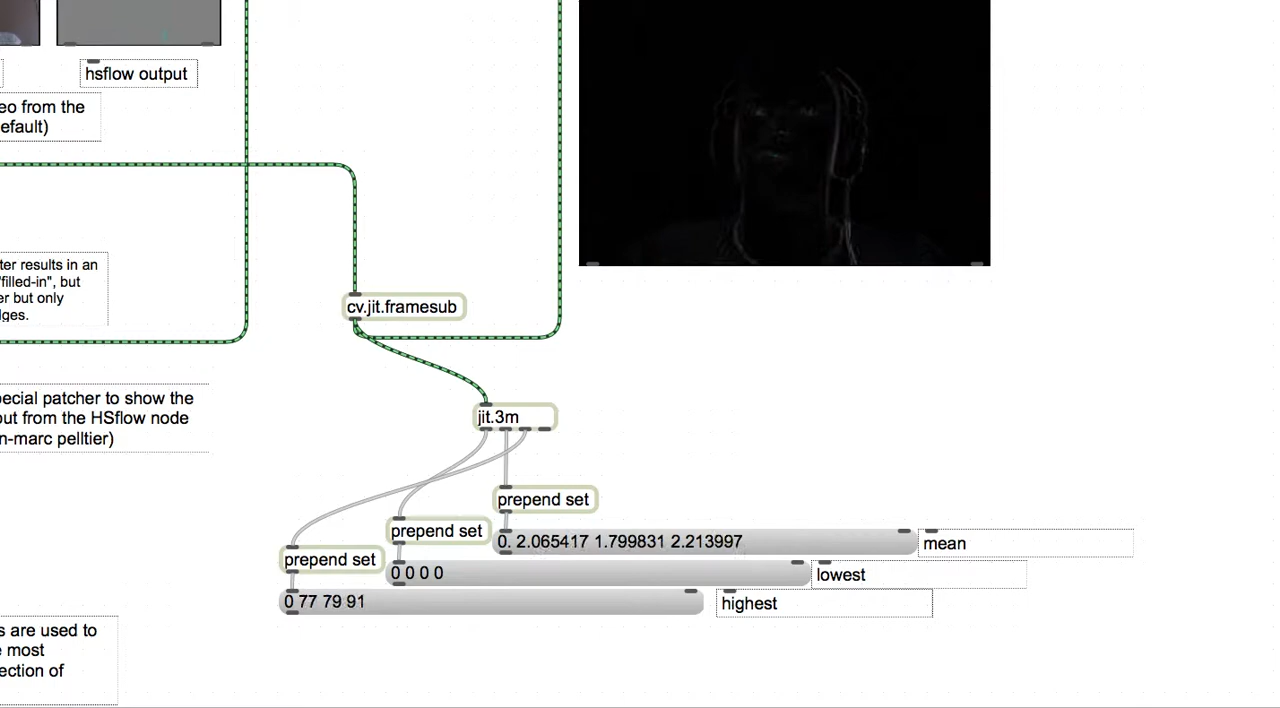 hsflow output
eo from the
efault)
ter results in an
"filled-in", but
er but only
lges.
cv.jit.framesub
pecial patcher to show the
out from the HSflow node
n-marc pelltier)
jit.3m
prepend set
prepend set
prepend set
0. 2.065417 1.799831 2.213997
mean
0 0 0 0
lowest
0 77 79 91
highest
s are used to
e most
ection of